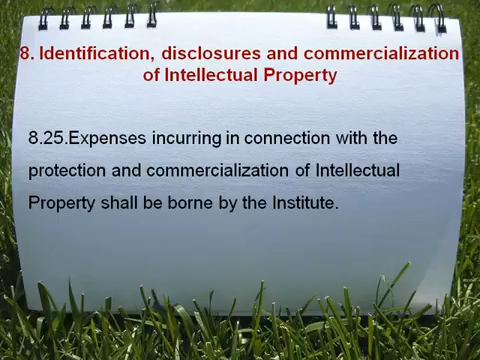 8. Identification, disclosures and commercialization
of Intellectual Property
8.25.Expenses incurring in connection with the
protection and commercialization of Intellectual
Property shall be borne by the Institute.